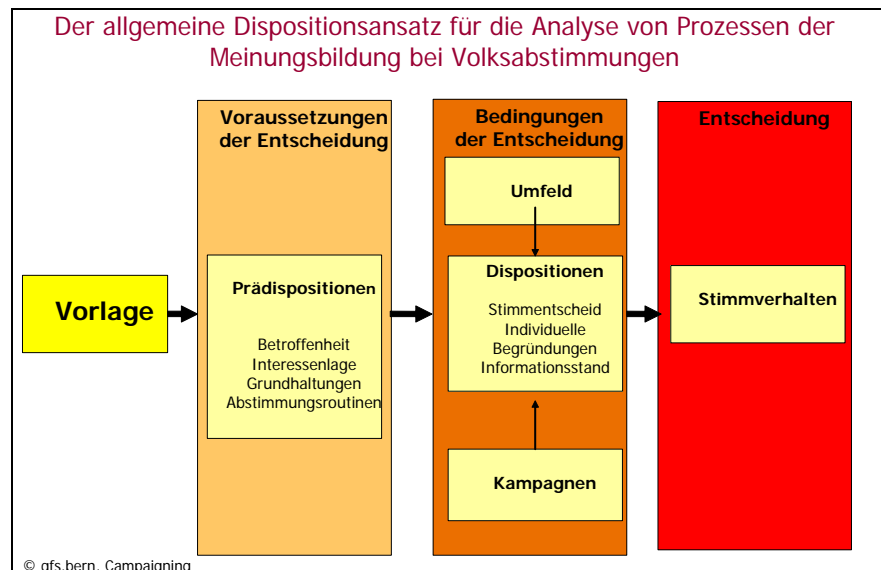 Der allgemeine Dispositionsansatz für die Analyse von Prozessen der
Meinungsbildung bei Volksabstimmungen
Vorlage
Voraussetzungen
der Entscheidung
Prädispositionen
Betroffenheit
Interessenlage
Grundhaltungen
Abstimmungsroutinen
Bedingungen
der Entscheidung
Umfeld
Dispositionen
Stimmentscheid
Individuelle
Begründungen
Informationsstand
Kampagnen
Entscheidung
Stimmverhalten
© gfs.bern, Campaigning